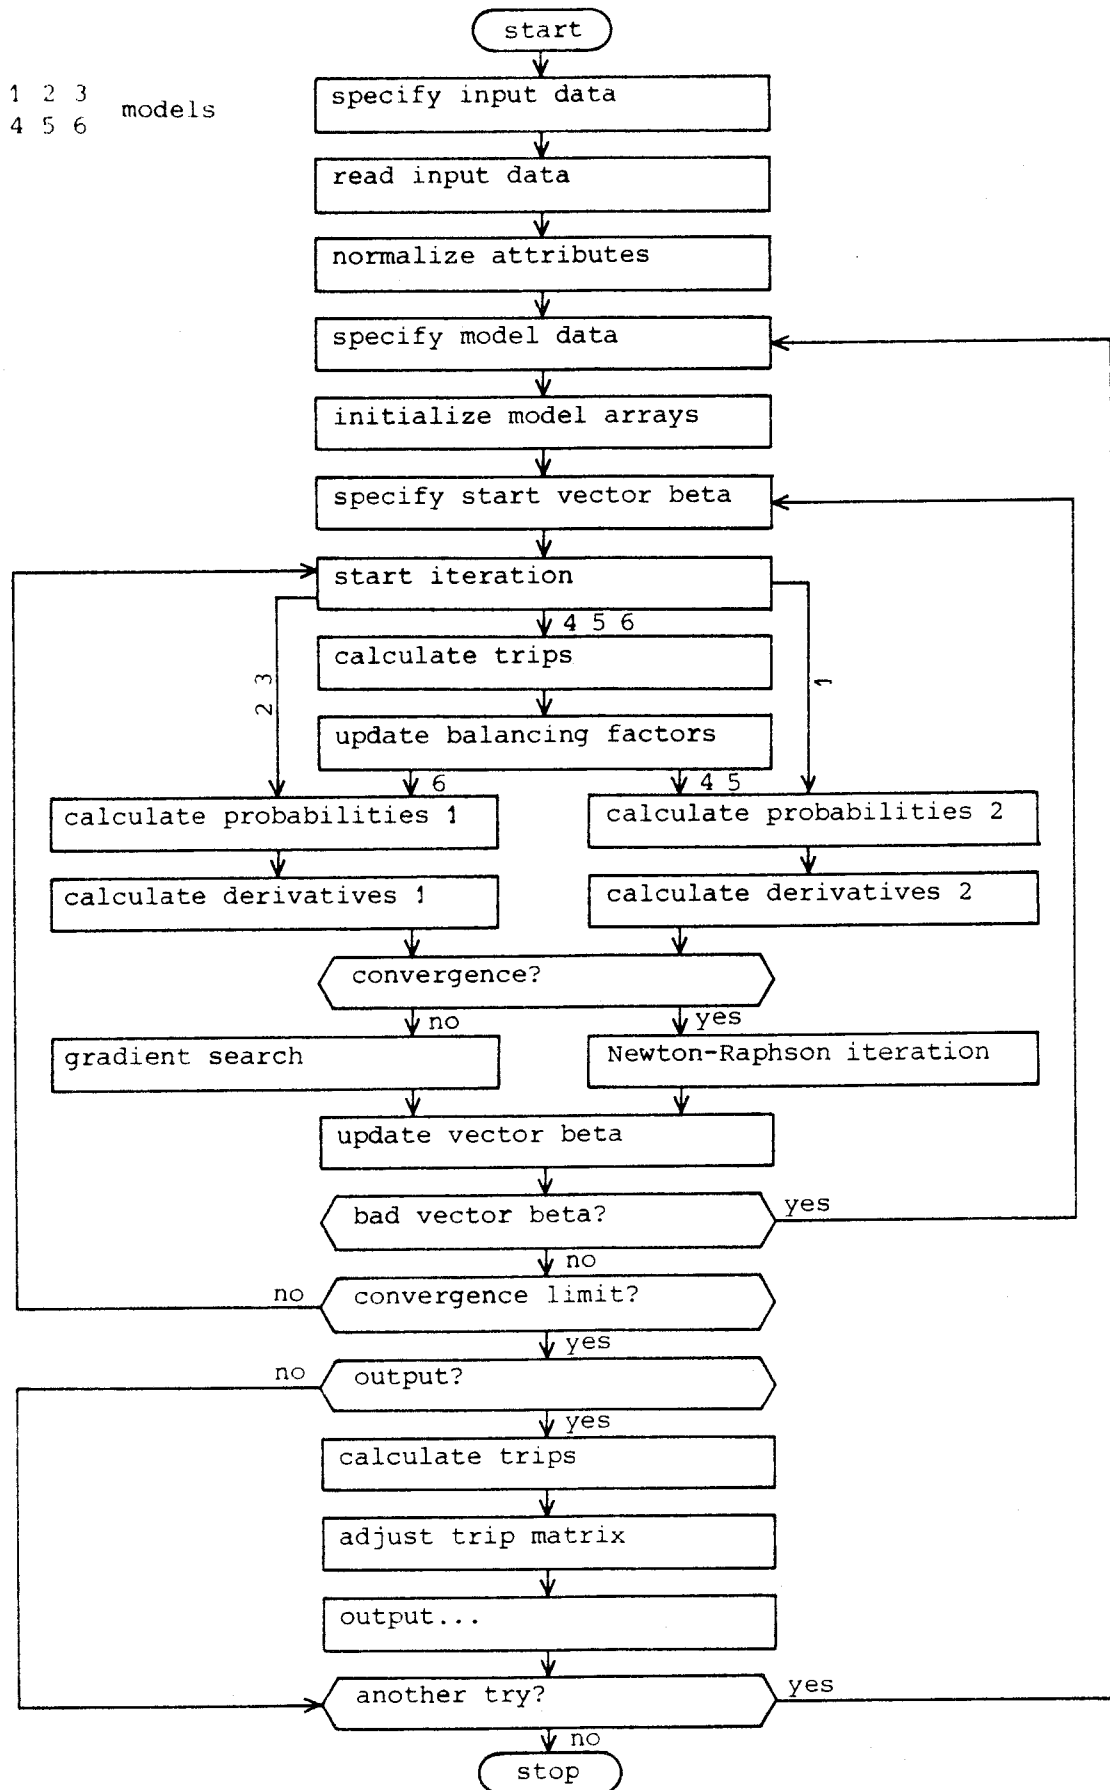 start
1 2 3
4 5 6
models
specify input data
read input data
normalize attributes
specify model data
initialize model arrays
specify start vector beta
start iteration
4 5 6
calculate trips
2 3
1
update balancing factors
6
4 5
calculate probabilities 1
calculate probabilities 2
calculate derivatives 1
calculate derivatives 2
convergence?
no
yes
gradient search
Newton-Raphson iteration
update vector beta
bad vector beta?
yes
no
no
convergence limit?
yes
no
output?
yes
calculate trips
adjust trip matrix
output...
another try?
yes
no
stop